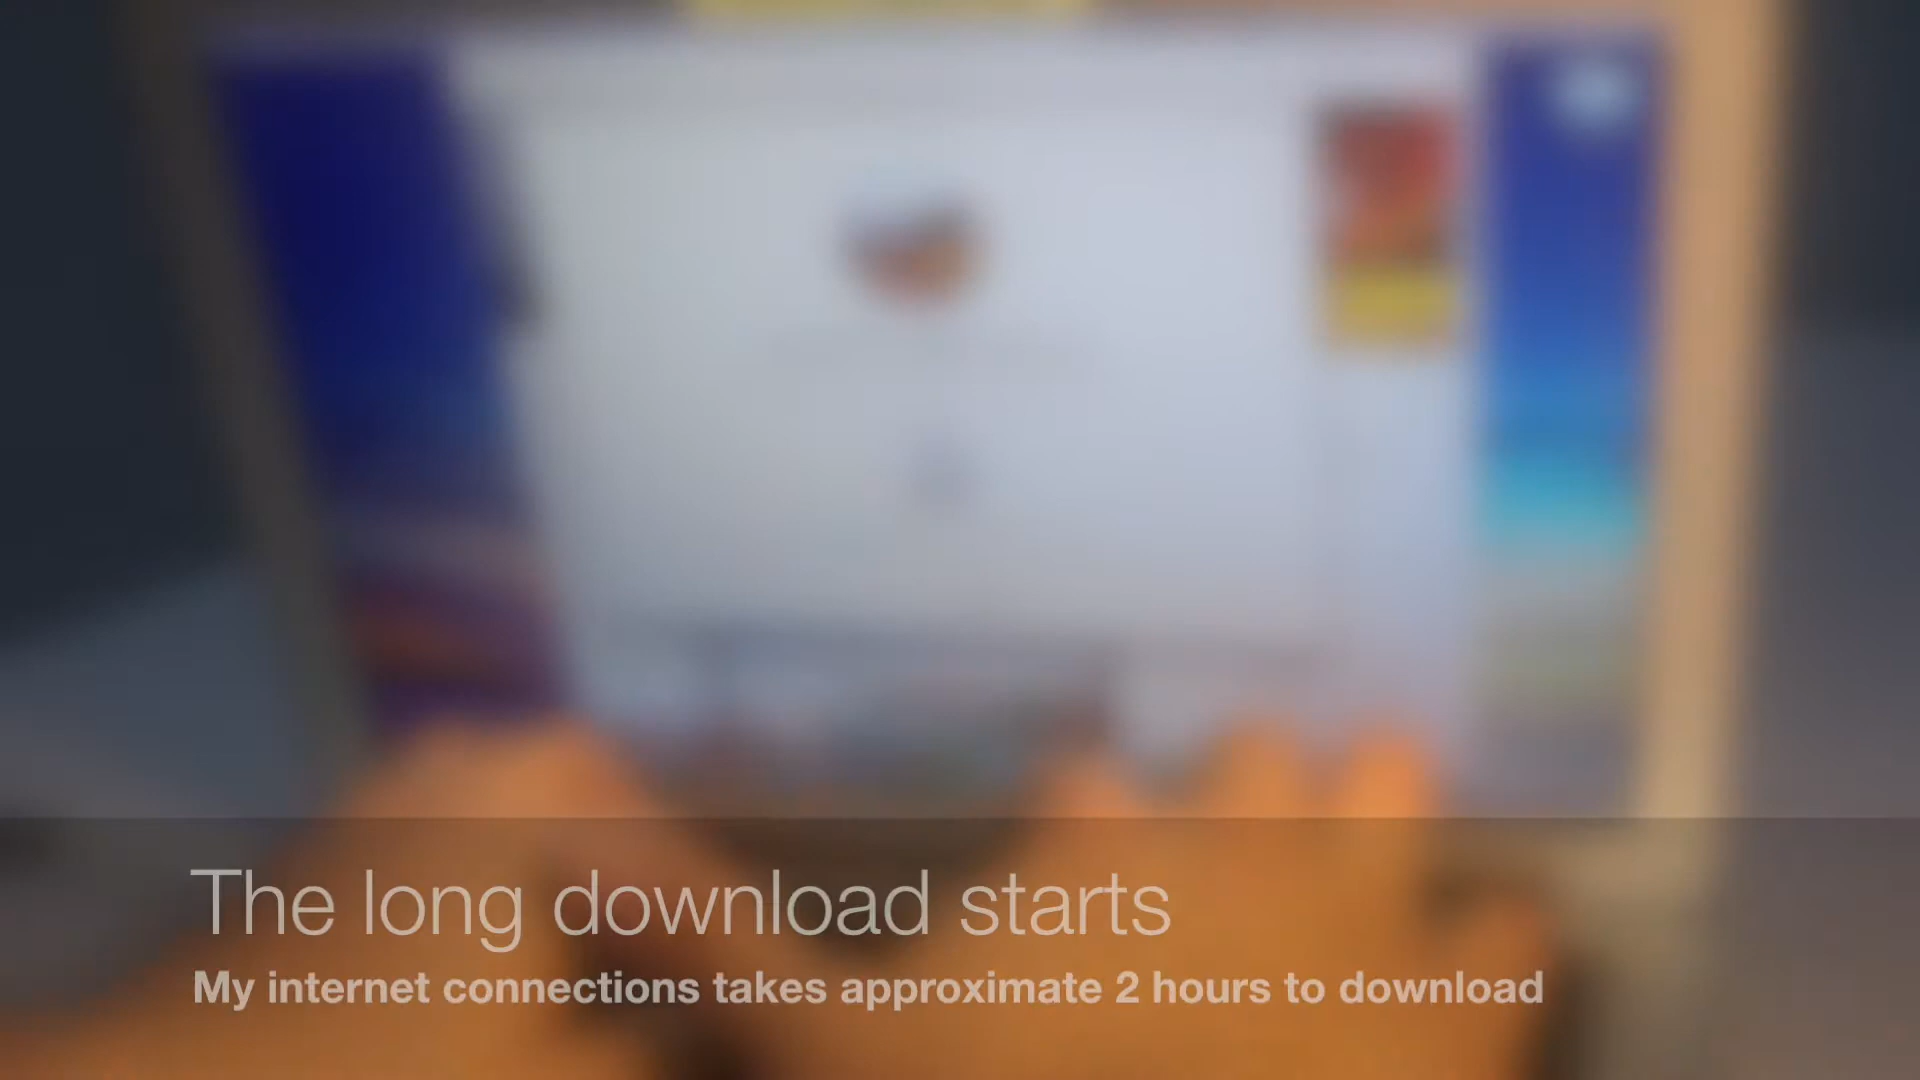 The long download starts
My internet connections takes approximate 2 hours to download